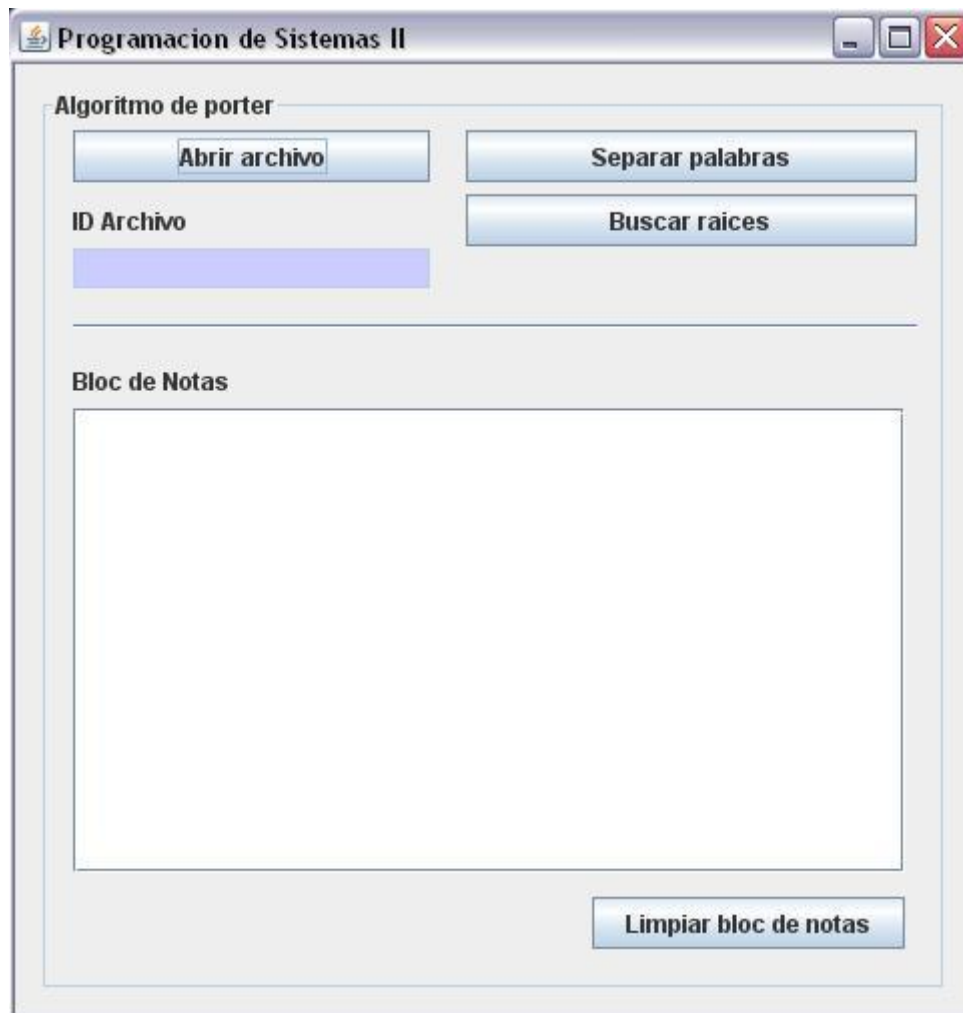 Programacion de Sistemas II
Algoritmo de porter
Abrir archivo
Separar palabras
ID Archivo
Buscar raices
Bloc de Notas
Limpiar bloc de notas